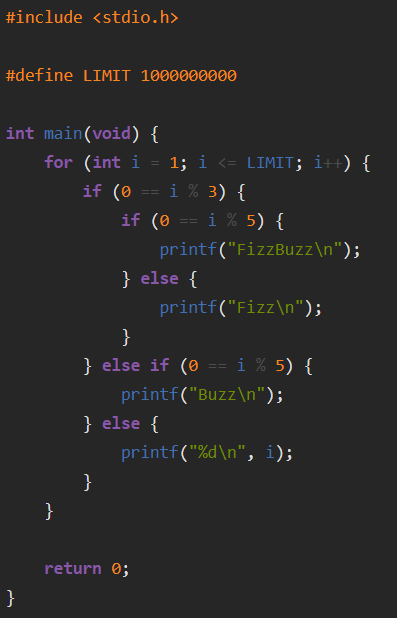 #include <stdio.h>

#define LIMIT 1000000000

int main(void) {
    for (int i = 1; i <= LIMIT; i++) {
        if (0 == i % 3) {
            if (0 == i % 5) {
                printf("FizzBuzz\n");
            } else {
                printf("Fizz\n");
            }
        } else if (0 == i % 5) {
            printf("Buzz\n");
        } else {
            printf("%d\n", i);
        }
    }

    return 0;
}